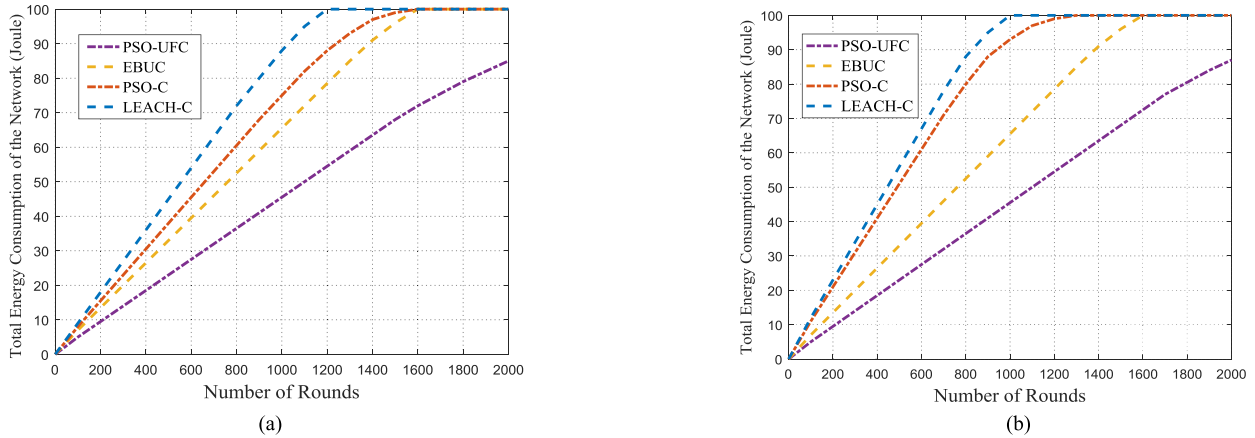 Total Energy Consumption of the Network (Joule)
100
90
80
70
60
50
40
30
20
10
0
PSO-UFC
EBUC
PSO-C
LEACH-C
0 200 400 600 800 1000 1200 1400 1600 1800 2000
Number of Rounds
(a)
Total Energy Consumption of the Network (Joule)
100
90
80
70
60
50
40
30
20
10
0
PSO-UFC
EBUC
PSO-C
LEACH-C
0 200 400 600 800 1000 1200 1400 1600 1800 2000
Number of Rounds
(b)